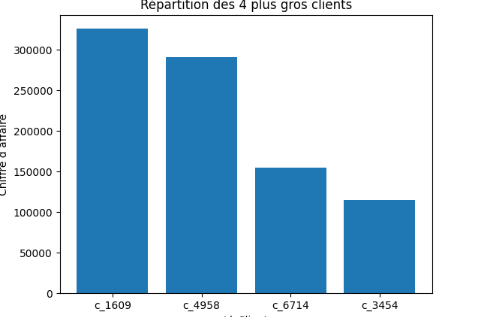 Répartition des 4 plus gros clients
Chiffre d'affaire
300000
250000
200000
150000
100000
50000
0
c_1609
c_4958
c_6714
c_3454